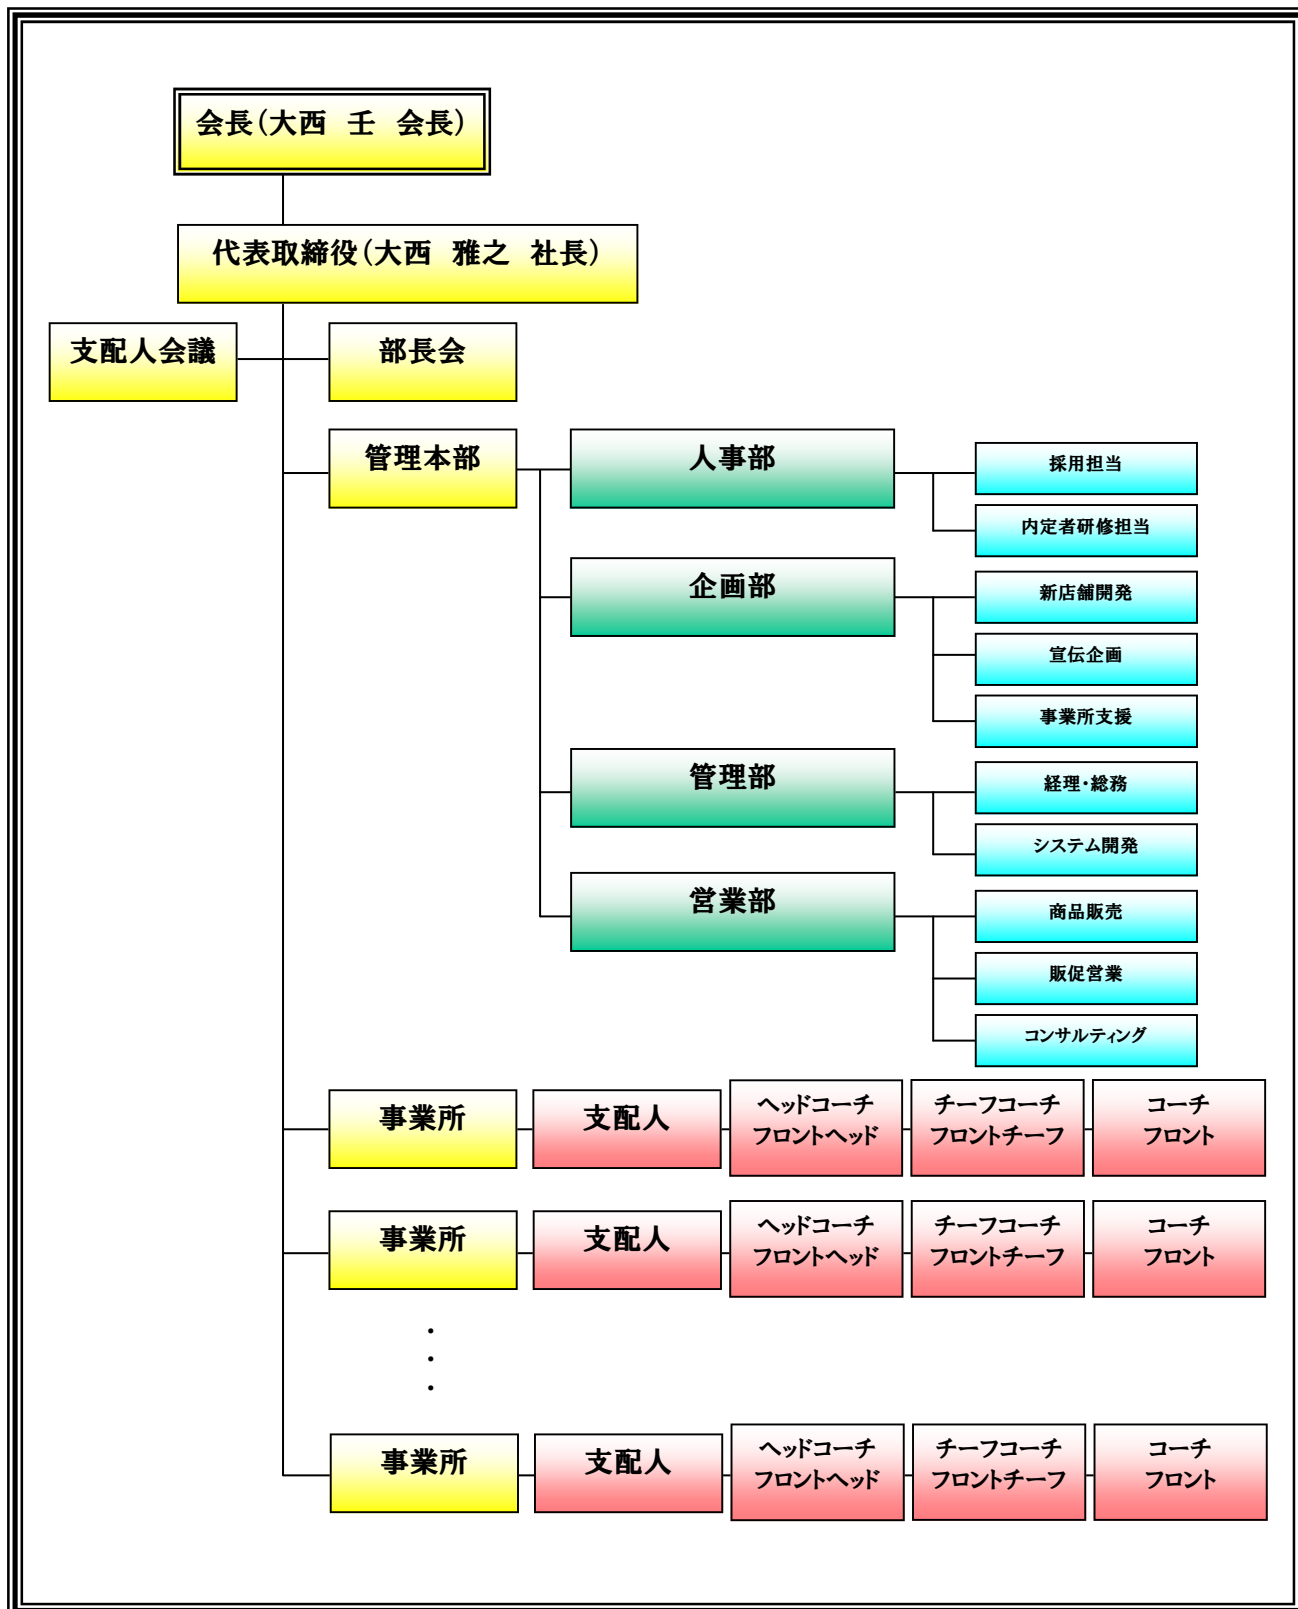 会長(大西　壬　会長)
代表取締役(大西　雅之　社長)
支配人会議
部長会
管理本部
人事部
採用担当
内定者研修担当
企画部
新店舗開発
宣伝企画
事業所支援
管理部
経理・総務
システム開発
営業部
商品販売
販促営業
コンサルティング
事業所
支配人
ヘッドコーチ
フロントヘッド
チーフコーチ
フロントチーフ
コーチ
フロント
事業所
支配人
ヘッドコーチ
フロントヘッド
チーフコーチ
フロントチーフ
コーチ
フロント
・
・
・
事業所
支配人
ヘッドコーチ
フロントヘッド
チーフコーチ
フロントチーフ
コーチ
フロント